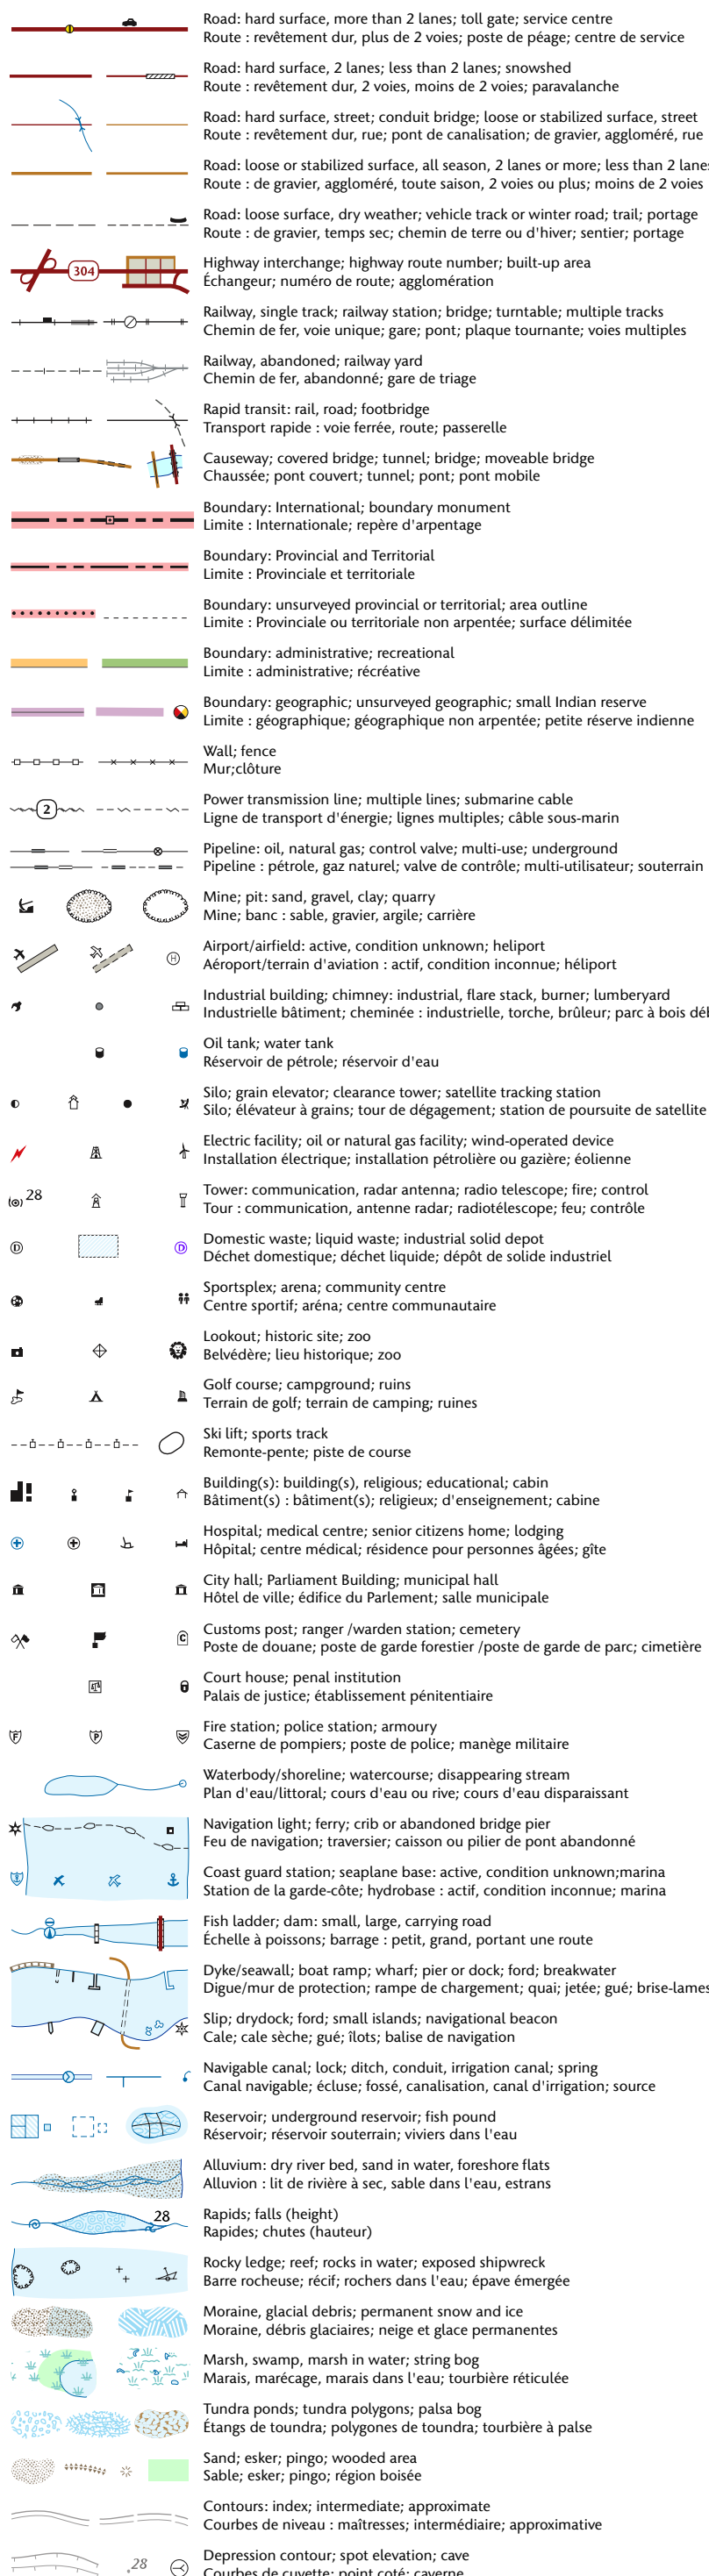 Road: hard surface, more than 2 lanes; toll gate; service centre
Route : revêtement dur, plus de 2 voies; poste de péage; centre de service
Road: hard surface, 2 lanes; less than 2 lanes; snowshed
Route : revêtement dur, 2 voies, moins de 2 voies; paravalanche
Road: hard surface, street; conduit bridge; loose or stabilized surface, street
Route : revêtement dur, rue; pont de canalisation; de gravier, aggloméré, rue
Road: loose or stabilized surface, all season, 2 lanes or more; less than 2 lanes
Route : de gravier, aggloméré, toute saison, 2 voies ou plus; moins de 2 voies
Road: loose surface, dry weather; vehicle track or winter road; trail; portage
Route : de gravier, temps sec; chemin de terre ou d'hiver; sentier; portage
304
Highway interchange; highway route number; built-up area
Échangeur; numéro de route; agglomération
Railway, single track; railway station; bridge; turntable; multiple tracks
Chemin de fer, voie unique; gare; pont; plaque tournante; voies multiples
Railway, abandoned; railway yard
Chemin de fer, abandonné; gare de triage
Rapid transit: rail, road; footbridge
Transport rapide : voie ferrée, route; passerelle
Causeway; covered bridge; tunnel; bridge; moveable bridge
Chaussée; pont couvert; tunnel; pont; pont mobile
Boundary: International; boundary monument
Limite : Internationale; repère d'arpentage
Boundary: Provincial and Territorial
Limite : Provinciale et territoriale
Boundary: unsurveyed provincial or territorial; area outline
Limite : Provinciale ou territoriale non arpentée; surface délimitée
Boundary: administrative; recreational
Limite : administrative; récréative
Boundary: geographic; unsurveyed geographic; small Indian reserve
Limite : géographique; géographique non arpentée; petite réserve indienne
Wall; fence
Mur;clôture
2
Power transmission line; multiple lines; submarine cable
Ligne de transport d'énergie; lignes multiples; câble sous-marin
Pipeline: oil, natural gas; control valve; multi-use; underground
Pipeline : pétrole, gaz naturel; valve de contrôle; multi-utilisateur; souterrain
Mine; pit: sand, gravel, clay; quarry
Mine; banc : sable, gravier, argile; carrière
H
Airport/airfield: active, condition unknown; heliport
Aéroport/terrain d'aviation : actif, condition inconnue; héliport
Industrial building; chimney: industrial, flare stack, burner; lumberyard
Industrielle bâtiment; cheminée : industrielle, torche, brûleur; parc à bois
Oil tank; water tank
Réservoir de pétrole; réservoir d'eau
Silo; grain elevator; clearance tower; satellite tracking station
Silo; élévateur à grains; tour de dégagement; station de poursuite de satellite
Electric facility; oil or natural gas facility; wind-operated device
Installation électrique; installation pétrolière ou gazière; éolienne
28
Tower: communication, radar antenna; radio telescope; fire; control
Tour : communication, antenne radar; radiotélescope; feu; contrôle
D D
Domestic waste; liquid waste; industrial solid depot
Déchet domestique; déchet liquide; dépôt de solide industriel
Sportsplex; arena; community centre
Centre sportif; aréna; centre communautaire
Lookout; historic site; zoo
Belvédère; lieu historique; zoo
Golf course; campground; ruins
Terrain de golf; terrain de camping; ruines
Ski lift; sports track
Remonte-pente; piste de course
Building(s): building(s), religious; educational; cabin
Bâtiment(s) : bâtiment(s); religieux; d'enseignement; cabine
Hospital; medical centre; senior citizens home; lodging
Hôpital; centre médical; résidence pour personnes âgées; gîte
City hall; Parliament Building; municipal hall
Hôtel de ville; édifice du Parlement; salle municipale
C
Customs post; ranger /warden station; cemetery
Poste de douane; poste de garde forestier /poste de garde de parc; cimetière
Court house; penal institution
Palais de justice; établissement pénitentiaire
F P
Fire station; police station; armoury
Caserne de pompiers; poste de police; manège militaire
Waterbody/shoreline; watercourse; disappearing stream
Plan d'eau/littoral; cours d'eau ou rive; cours d'eau disparaissant
Navigation light; ferry; crib or abandoned bridge pier
Feu de navigation; traversier; caisson ou pilier de pont abandonné
Coast guard station; seaplane base: active, condition unknown;marina
Station de la garde-côte; hydrobase : actif, condition inconnue; marina
Fish ladder; dam: small, large, carrying road
Échelle à poissons; barrage : petit, grand, portant une route
Dyke/seawall; boat ramp; wharf; pier or dock; ford; breakwater
Digue/mur de protection; rampe de chargement; quai; jetée; gué; brise-lames
Slip; drydock; ford; small islands; navigational beacon
Cale; cale sèche; gué; îlots; balise de navigation
Navigable canal; lock; ditch, conduit, irrigation canal; spring
Canal navigable; écluse; fossé, canalisation, canal d'irrigation; source
Reservoir; underground reservoir; fish pound
Réservoir; réservoir souterrain; viviers dans l'eau
Alluvium: dry river bed, sand in water, foreshore flats
Alluvion : lit de rivière à sec, sable dans l'eau, estrans
28
Rapids; falls (height)
Rapides; chutes (hauteur)
Rocky ledge; reef; rocks in water; exposed shipwreck
Barre rocheuse; récif; rochers dans l'eau; épave émergée
Moraine, glacial debris; permanent snow and ice
Moraine, débris glaciaires; neige et glace permanentes
Marsh, swamp, marsh in water; string bog
Marais, marécage, marais dans l'eau; tourbière réticulée
Tundra ponds; tundra polygons; palsa bog
Étangs de toundra; polygones de toundra; tourbière à palse
Sand; esker; pingo; wooded area
Sable; esker; pingo; région boisée
Contours: index; intermediate; approximate
Courbes de niveau : maîtresses; intermédiaire; approximative
.28
Depression contour; spot elevation; cave
Courbes de cuvette; point coté; caverne